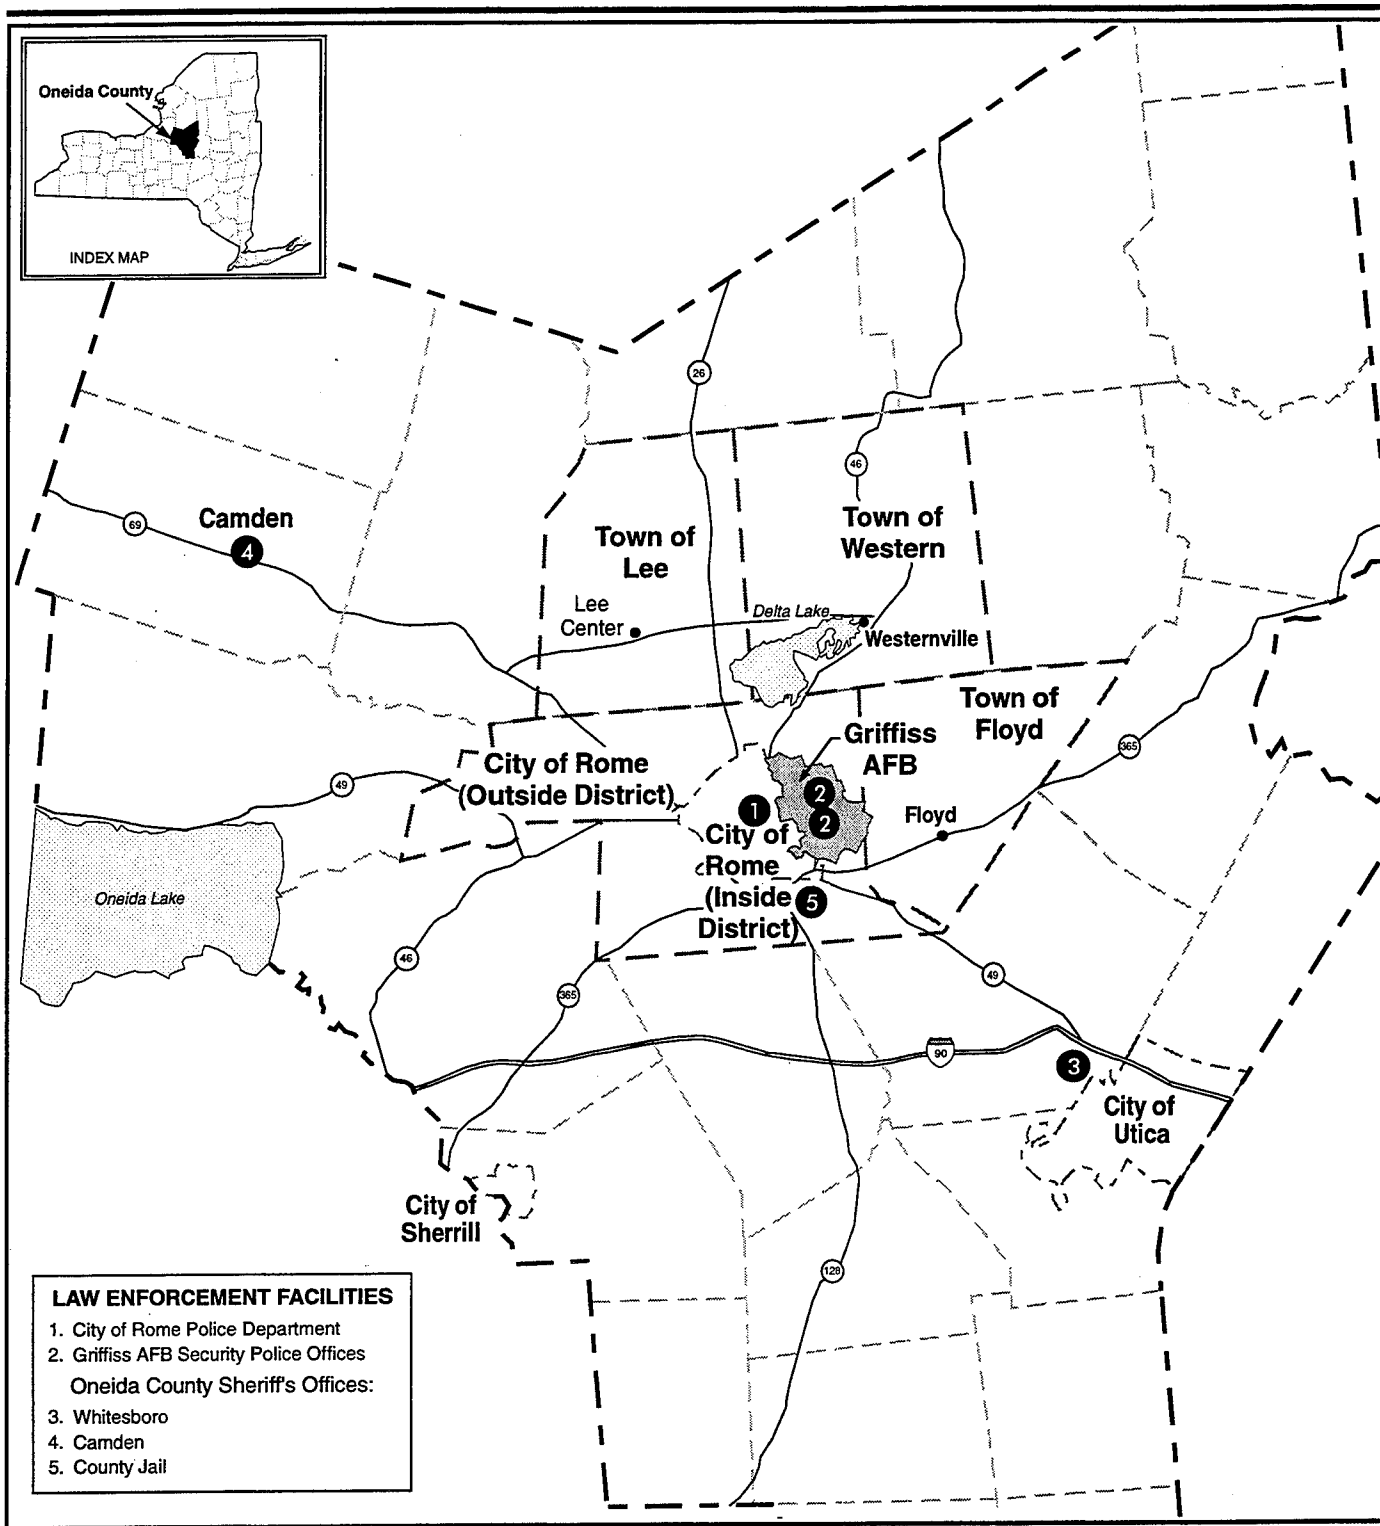 Oneida County
INDEX MAP
26
46
69
Camden
4
Town of
Lee
Town of
Western
Lee
Center
Delta Lake
Westernville
Town of
Floyd
Griffiss
AFB
365
City of Rome
(Outside District)
49
2
1
2
Floyd
City of
Rome
(Inside
District)
5
Oneida Lake
46
365
49
90
3
City of
Utica
City of
Sherrill
128
LAW ENFORCEMENT FACILITIES
1. City of Rome Police Department
2. Griffiss AFB Security Police Offices
Oneida County Sheriff's Offices:
3. Whitesboro
4. Camden
5. County Jail